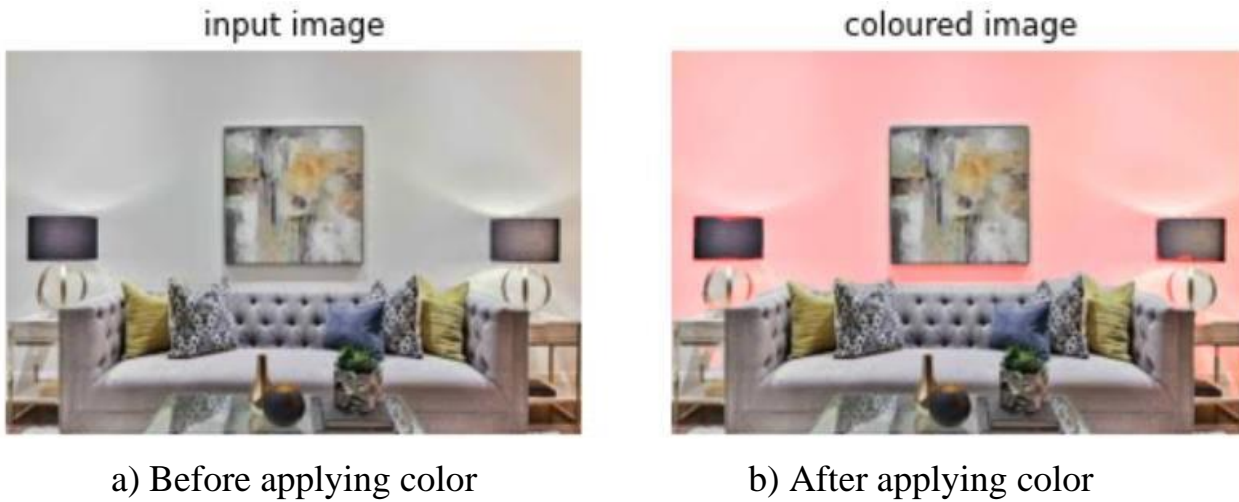 input image
coloured image
a) Before applying color
b) After applying color